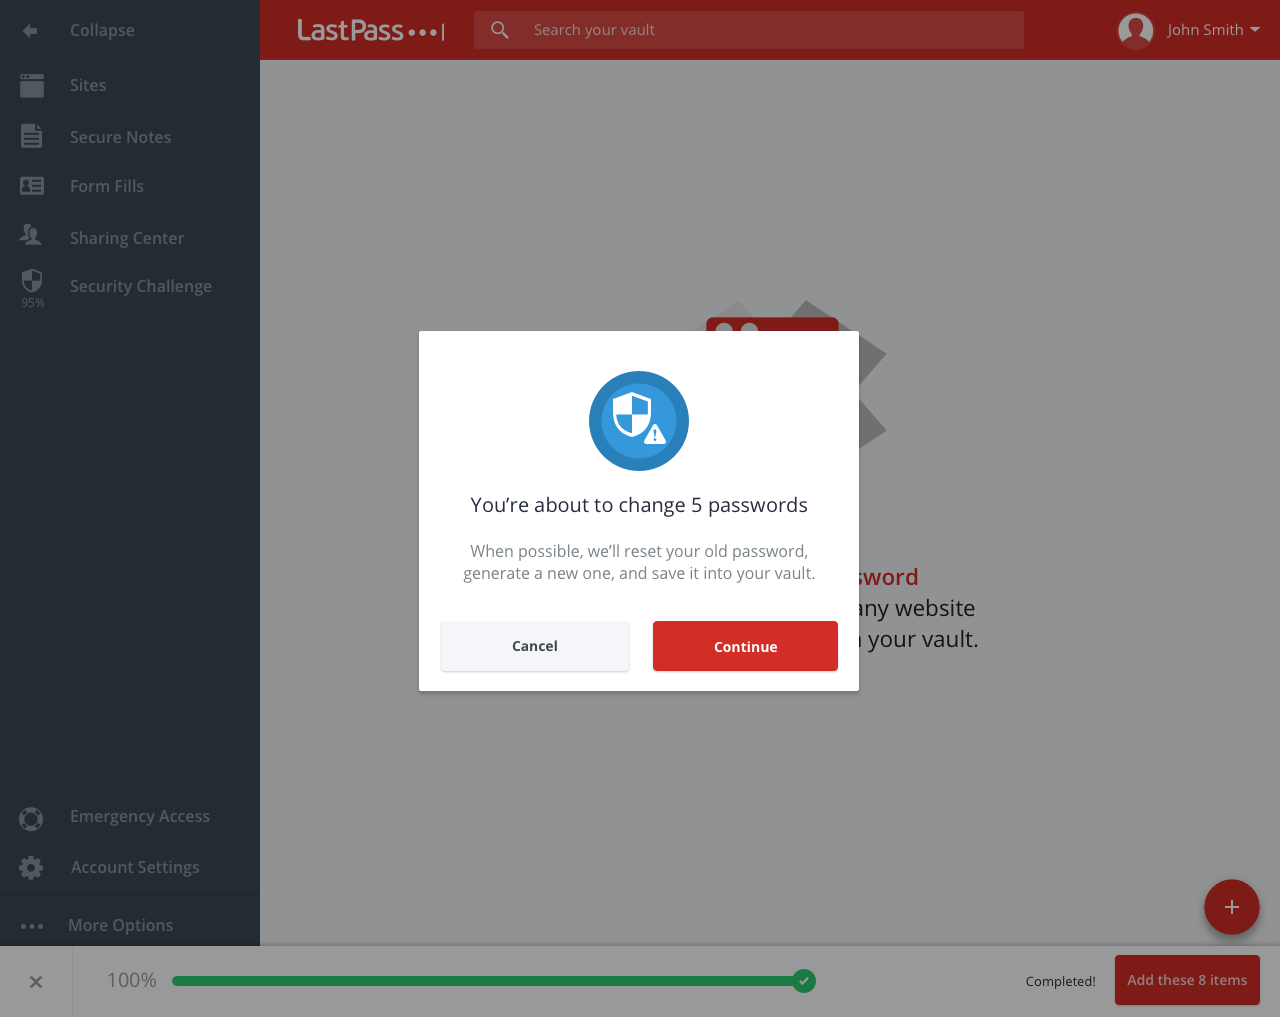 Collapse
LastPass
Search your vault
John Smith
Sites
Secure Notes
Form Fills
Sharing Center
Security Challenge
95%
You’re about to change 5 passwords
When possible, we’ll reset your old password,
generate a new one, and save it into your vault.
sword
any website
your vault.
Cancel
Continue
Emergency Access
Account Settings
More Options
100%
Completed!
Add these 8 items